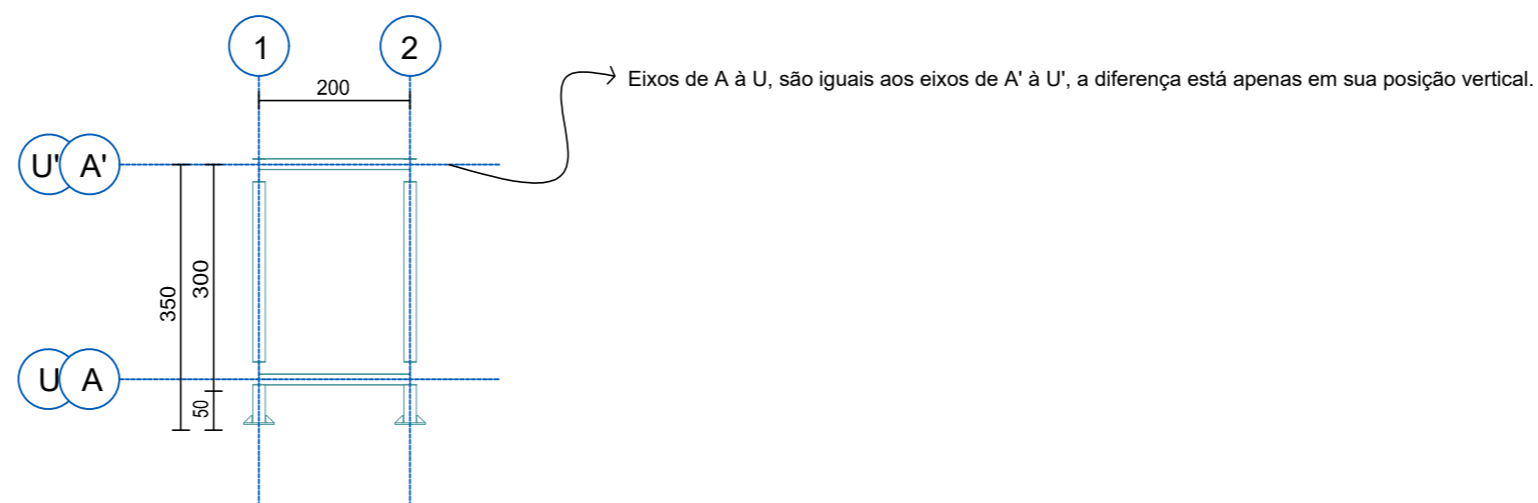 1 2
200
Eixos de A à U, são iguais aos eixos de A' à U', a diferença está apenas em sua posição vertical.
U' A'
350
300
U A
50